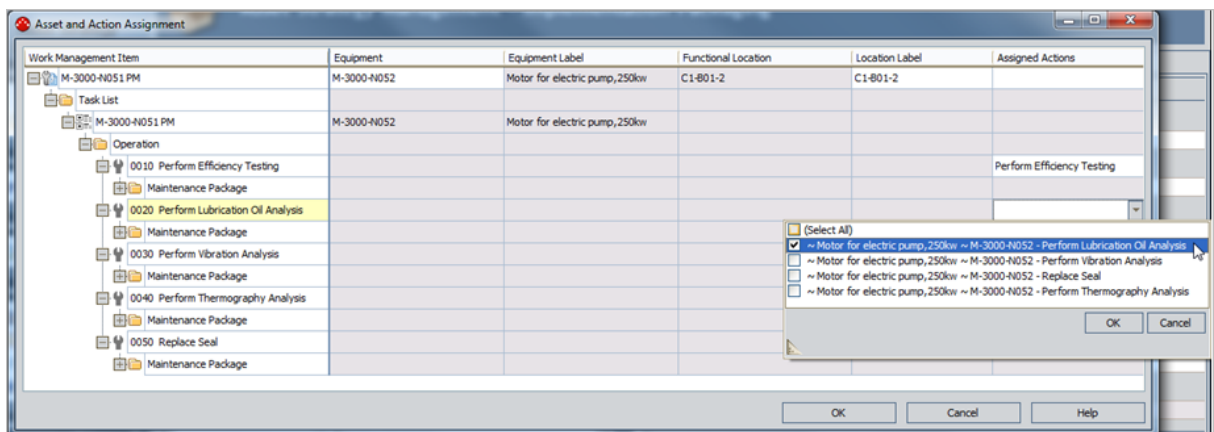 Asset and Action Assignment
Work Management Item Equipment Equipment Label Functional Location Location Label Assigned Actions
M-3000-N051 PM M-3000-N052 Motor for electric pump,250kw C1-B01-2 C1-B01-2
Task List
M-3000-N051 PM M-3000-N052 Motor for electric pump,250kw
Operation
0010 Perform Efficiency Testing Perform Efficiency Testing
Maintenance Package
0020 Perform Lubrication Oil Analysis
Maintenance Package
0030 Perform Vibration Analysis
Maintenance Package
0040 Perform Thermography Analysis
Maintenance Package
0050 Replace Seal
Maintenance Package
(Select All)
~ Motor for electric pump,250kw ~ M-3000-N052 - Perform Lubrication Oil Analysis
~ Motor for electric pump,250kw ~ M-3000-N052 - Perform Vibration Analysis
~ Motor for electric pump,250kw ~ M-3000-N052 - Replace Seal
~ Motor for electric pump,250kw ~ M-3000-N052 - Perform Thermography Analysis
OK Cancel
OK Cancel Help